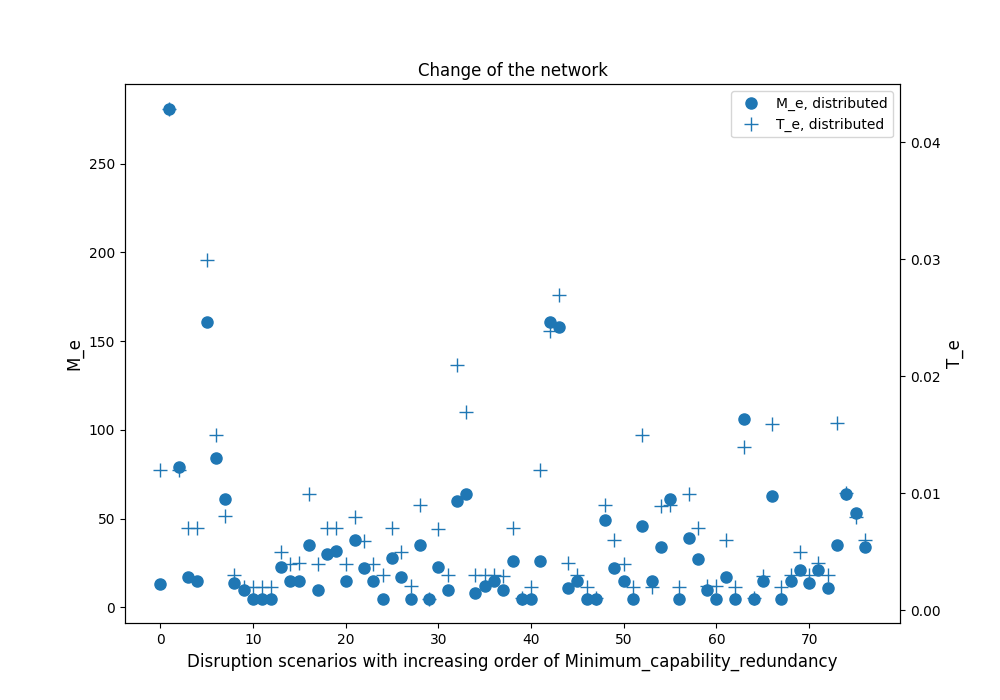 Change of the network
M_e, distributed
T_e, distributed
250
200
150
100
50
0
M_e
0.04
0.03
0.02
0.01
0.00
T_e
0 10 20 30 40 50 60 70
Disruption scenarios with increasing order of Minimum_capability_redundancy